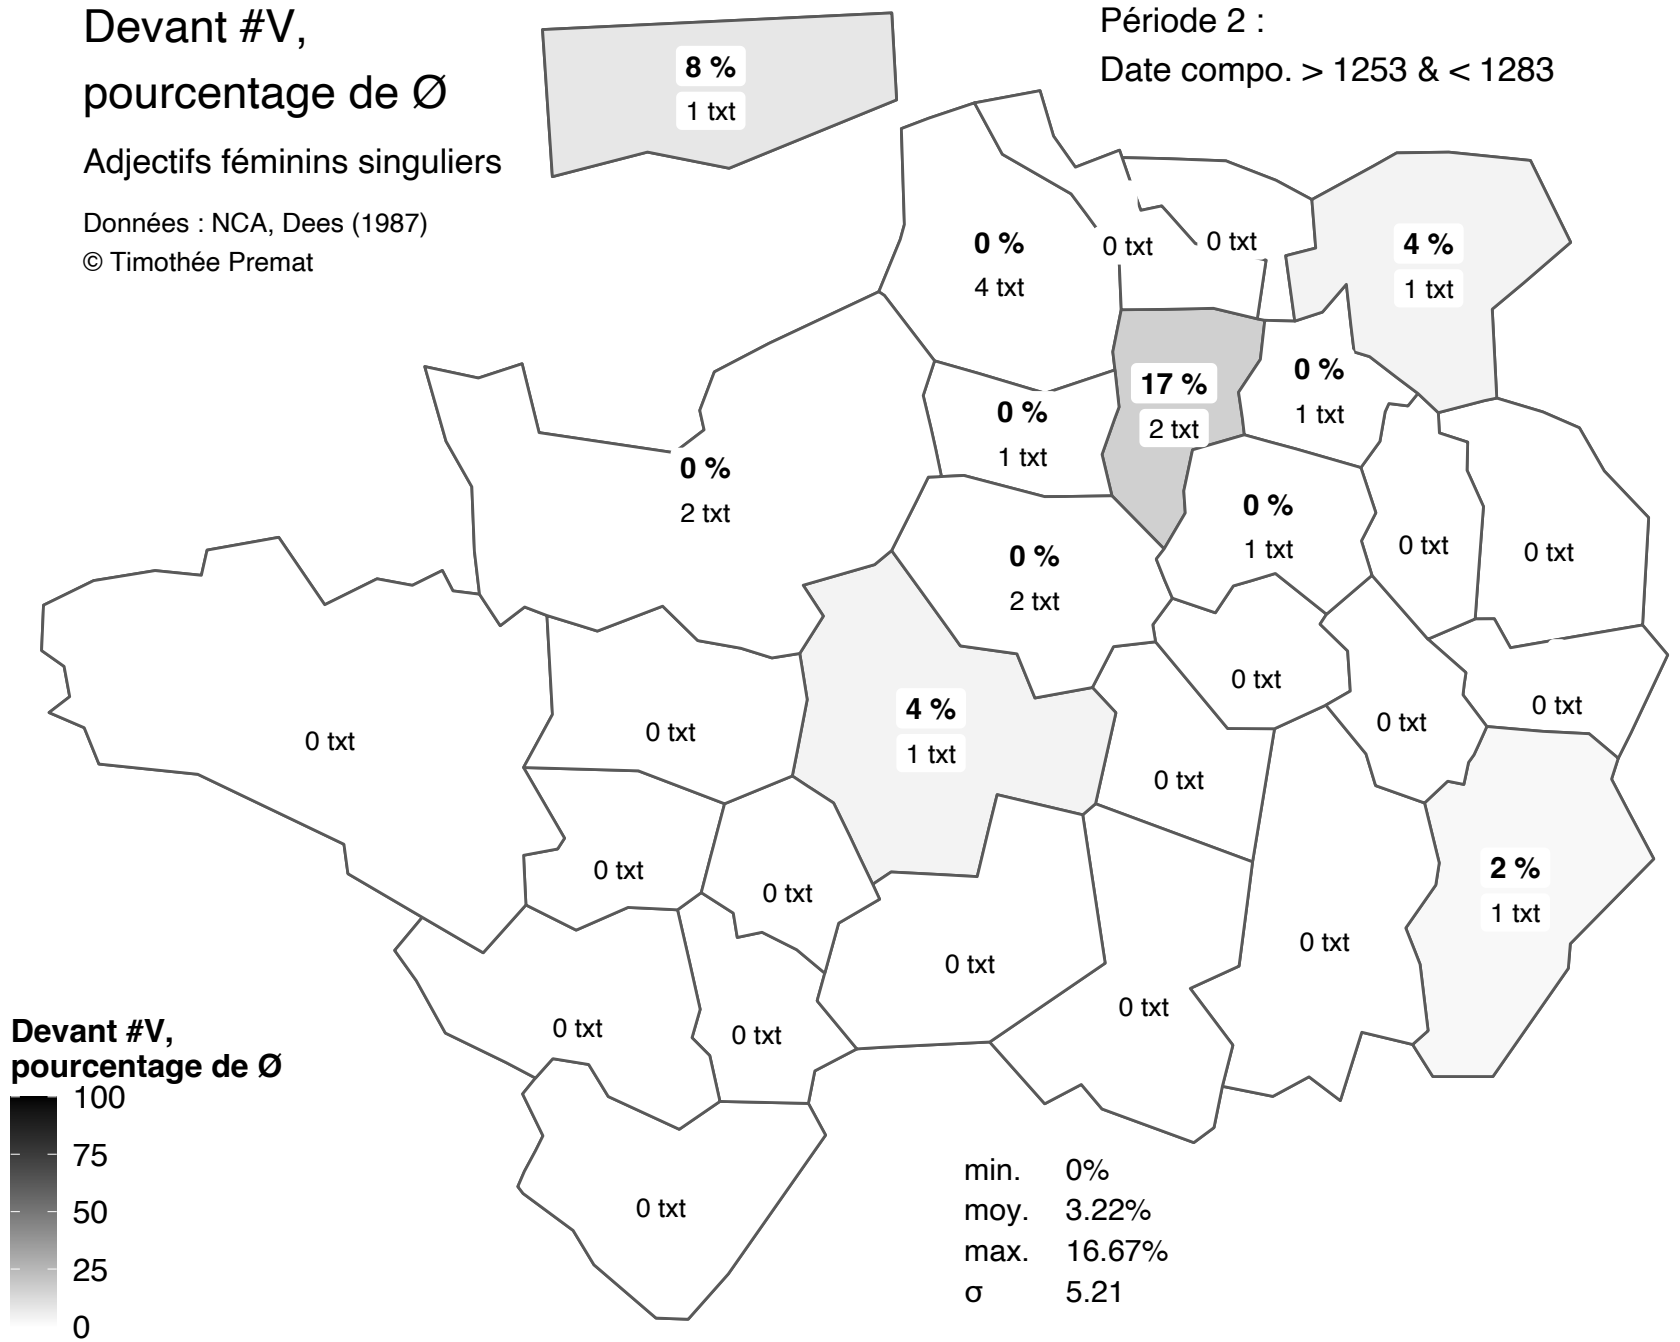 Devant #V,
pourcentage de Ø
Adjectifs féminins singuliers
Données : NCA, Dees (1987)
© Timothée Premat
Période 2 :
Date compo. > 1253 & < 1283
8 %
1 txt
0 %
4 txt
0 txt
0 txt
4 %
1 txt
0 %
1 txt
17 %
2 txt
0 %
1 txt
0 %
2 txt
0 %
1 txt
0 txt
0 txt
0 %
2 txt
0 txt
0 txt
0 txt
4 %
1 txt
0 txt
0 txt
0 txt
0 txt
0 txt
0 txt
2 %
1 txt
0 txt
0 txt
0 txt
0 txt
0 txt
0 txt
Devant #V,
pourcentage de Ø
100
75
50
25
0
min. 0%
moy. 3.22%
max. 16.67%
σ 5.21